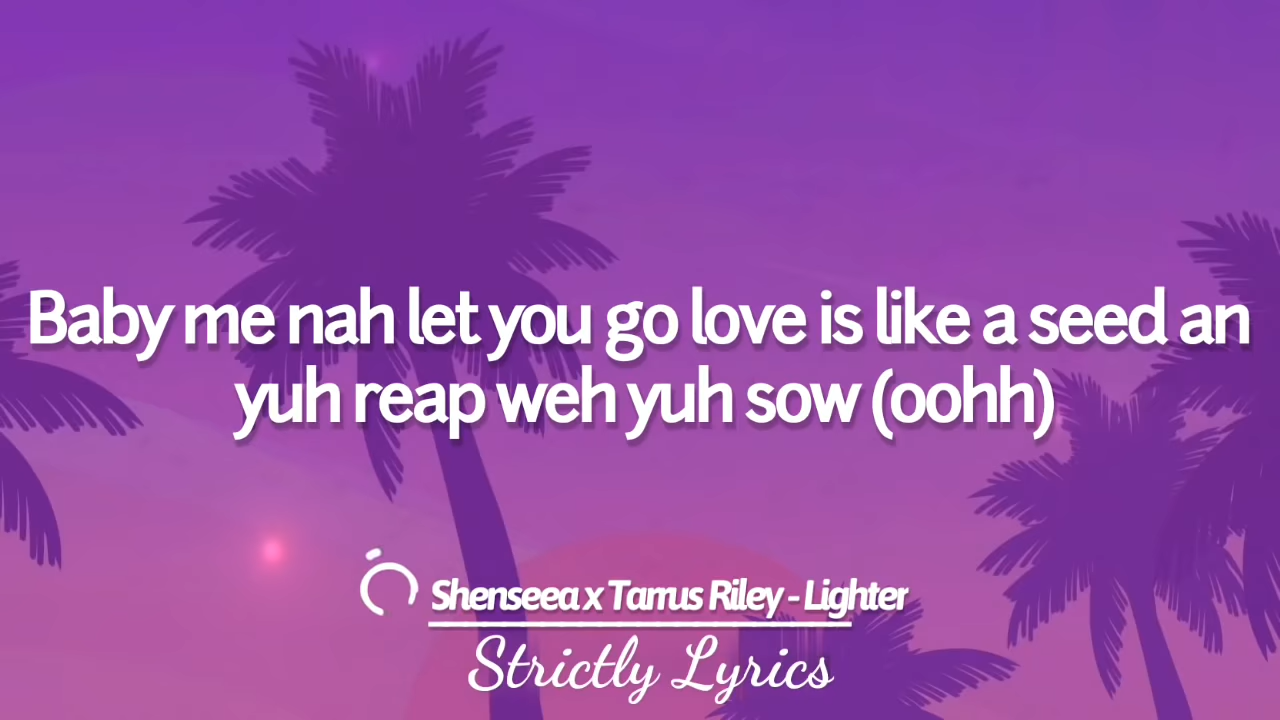 Baby me nah let you go love is like a seed an
yuh reap weh yuh sow (oohh)
Shenseea x Tarrus Riley - Lighter
Strictly Lyrics